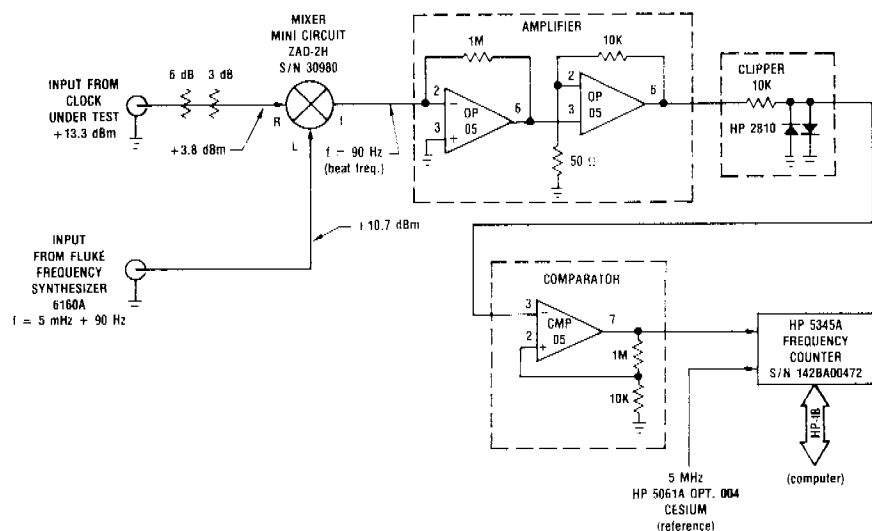 MIXER
MINI CIRCUIT
ZAD-2H
S/N 30980
AMPLIFIER
1M
10K
INPUT FROM
CLOCK
UNDER TEST
+13.3 dBm
6 dB
3 dB
R
I
L
+3.8 dBm
f = 90 Hz
(beat freq.)
2
3
OP
05
6
2
3
OP
05
6
50 Ω
CLIPPER
10K
HP 2810
+10.7 dBm
INPUT
FROM FLUKE
FREQUENCY
SYNTHESIZER
6160A
f = 5 mHz + 90 Hz
COMPARATOR
3
2
CMP
05
7
1M
10K
HP 5345A
FREQUENCY
COUNTER
S/N 1428A00472
HP-IB
(computer)
5 MHz
HP 5061A OPT. 004
CESIUM
(reference)